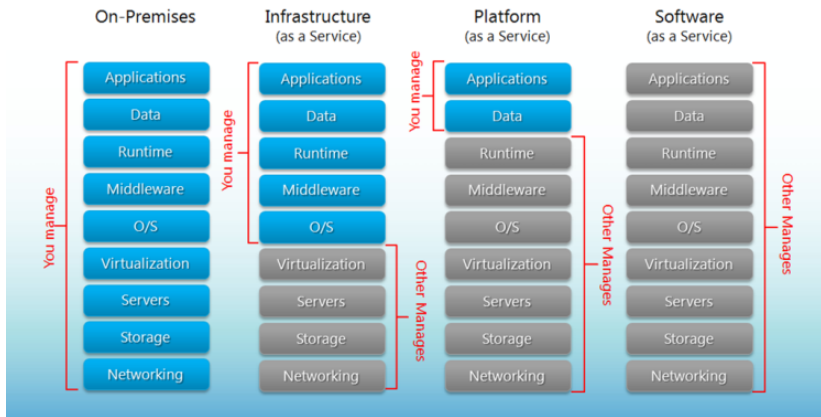 On-Premises
You manage
Applications
Data
Runtime
Middleware
O/S
Virtualization
Servers
Storage
Networking
Infrastructure
(as a Service)
You manage
Applications
Data
Runtime
Middleware
O/S
Virtualization
Servers
Storage
Networking
Other Manages
Platform
(as a Service)
You manage
Applications
Data
Runtime
Middleware
O/S
Virtualization
Servers
Storage
Networking
Other Manages
Software
(as a Service)
Applications
Data
Runtime
Middleware
O/S
Virtualization
Servers
Storage
Networking
Other Manages